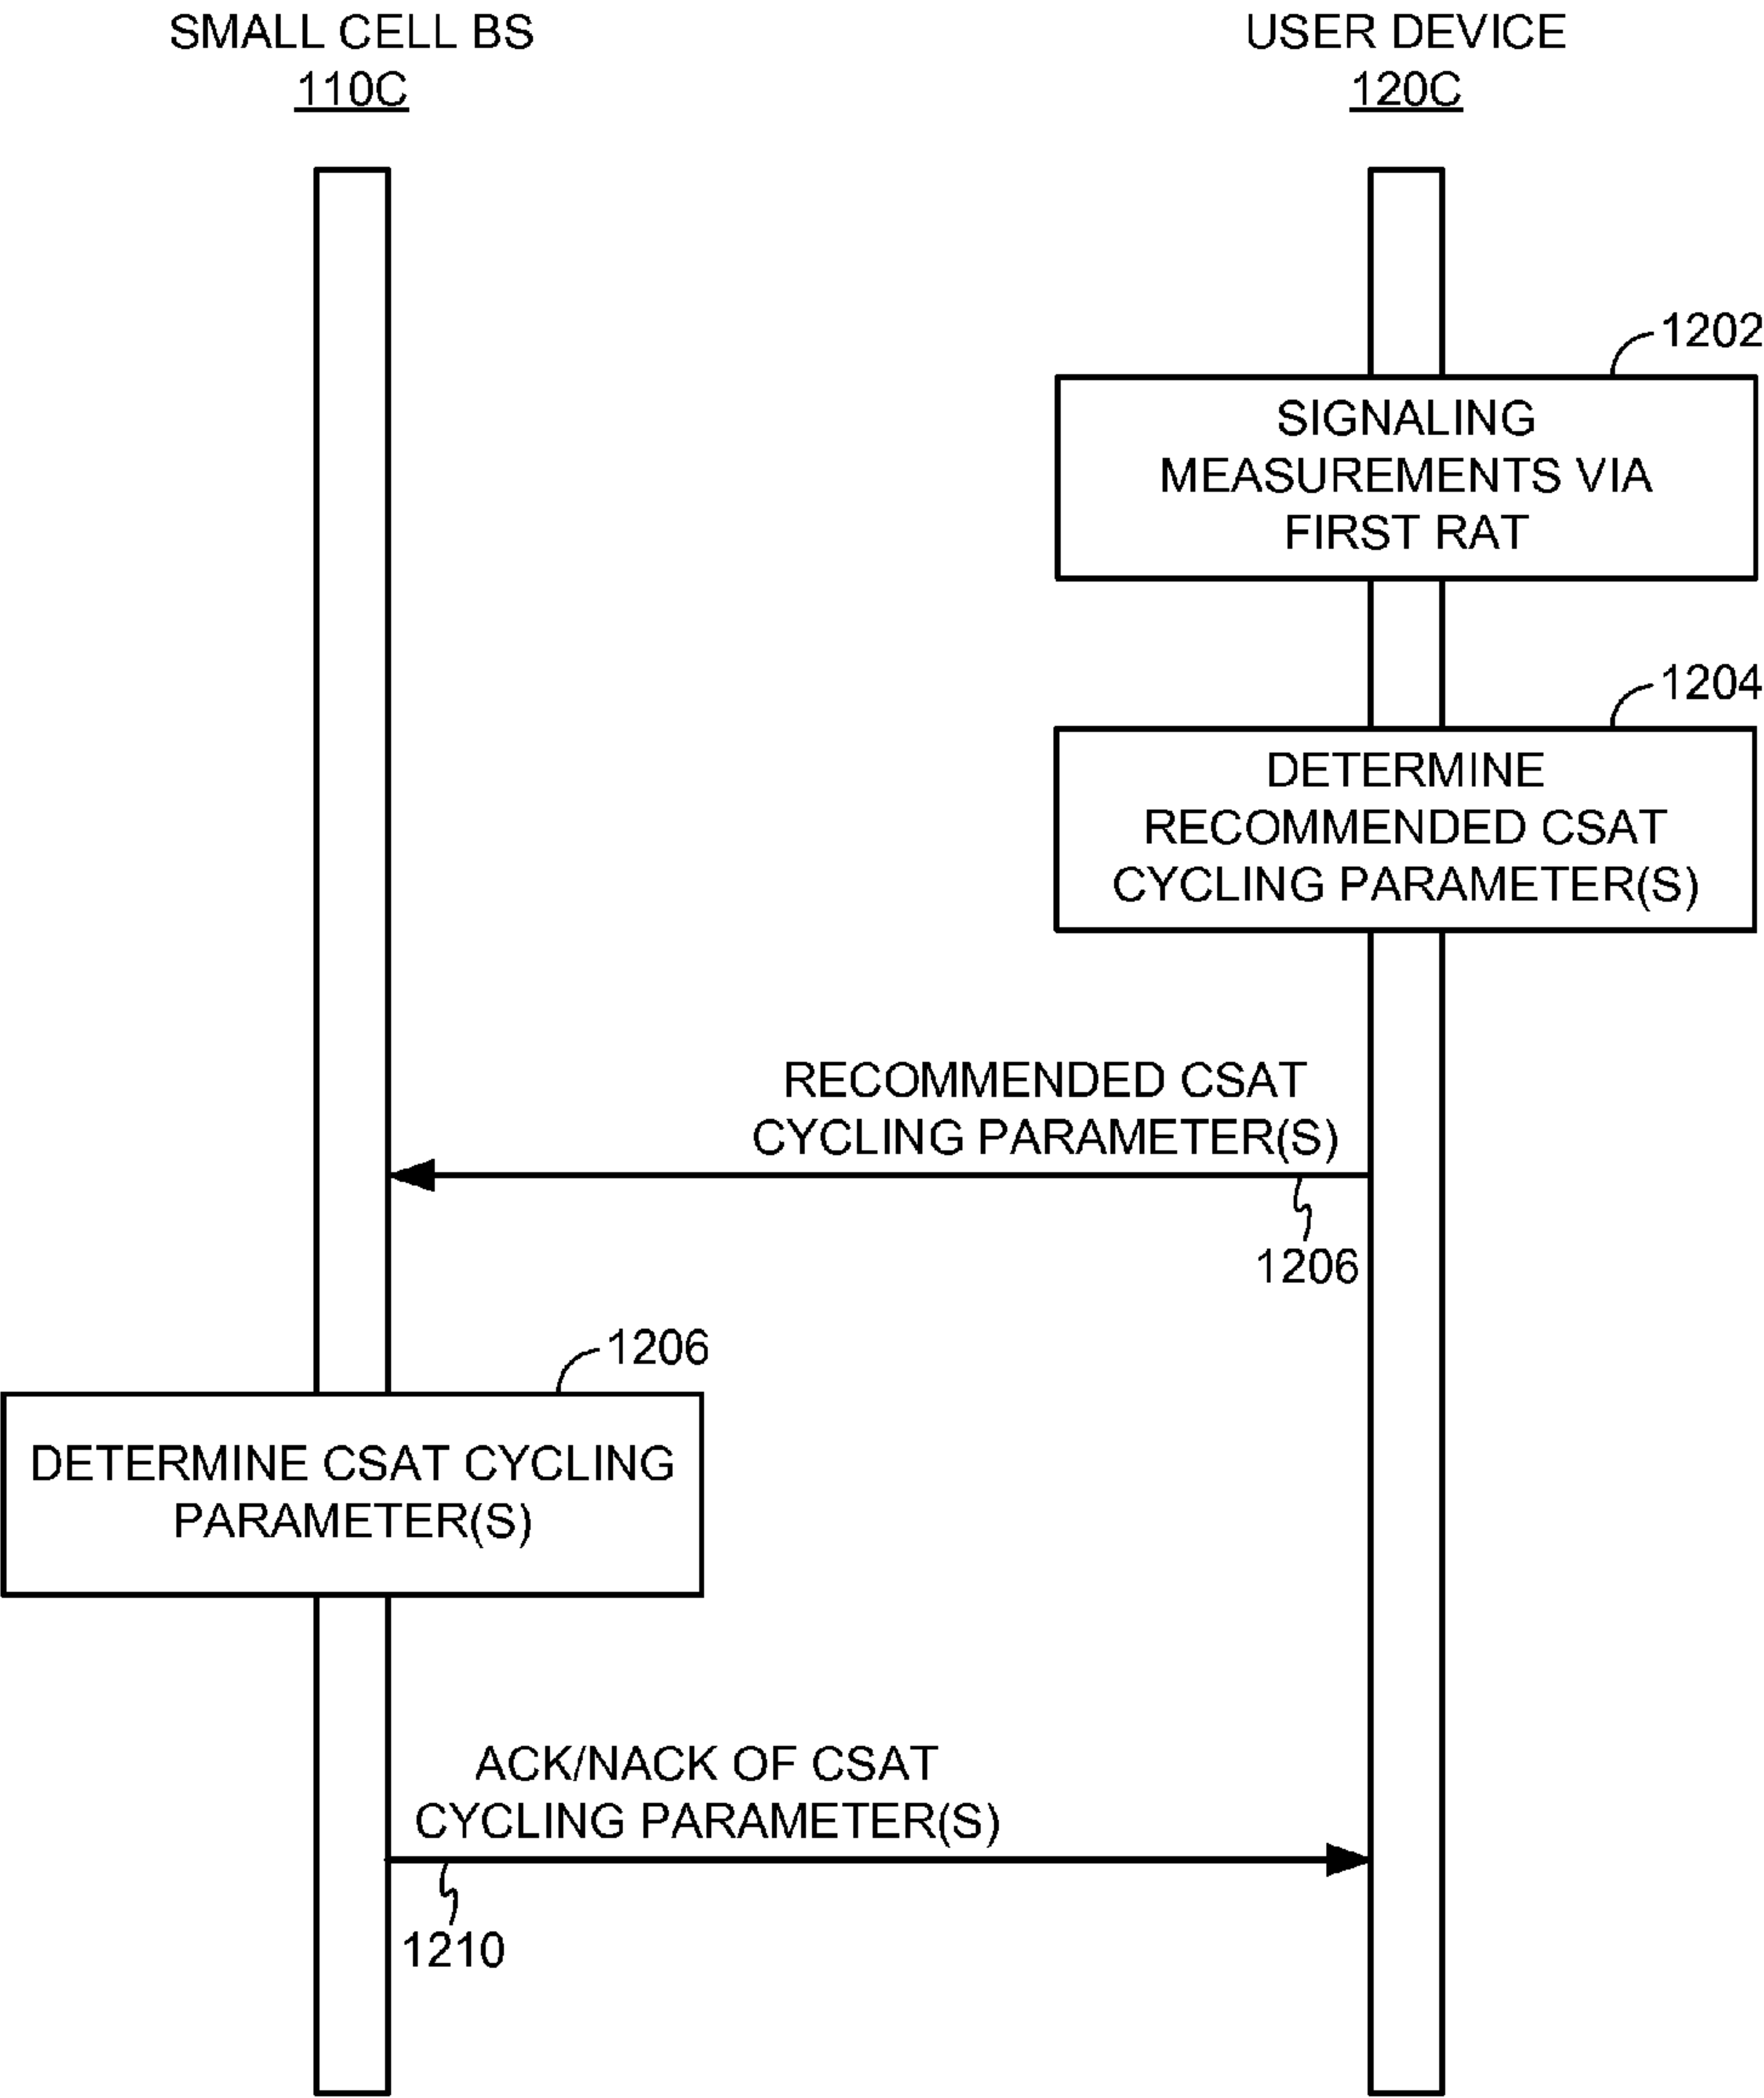 SMALL CELL BS
110C
USER DEVICE
120C
1202
SIGNALING
MEASUREMENTS VIA
FIRST RAT
1204
DETERMINE
RECOMMENDED CSAT
CYCLING PARAMETER(S)
RECOMMENDED CSAT
CYCLING PARAMETER(S)
1206
1206
DETERMINE CSAT CYCLING
PARAMETER(S)
ACK/NACK OF CSAT
CYCLING PARAMETER(S)
1210